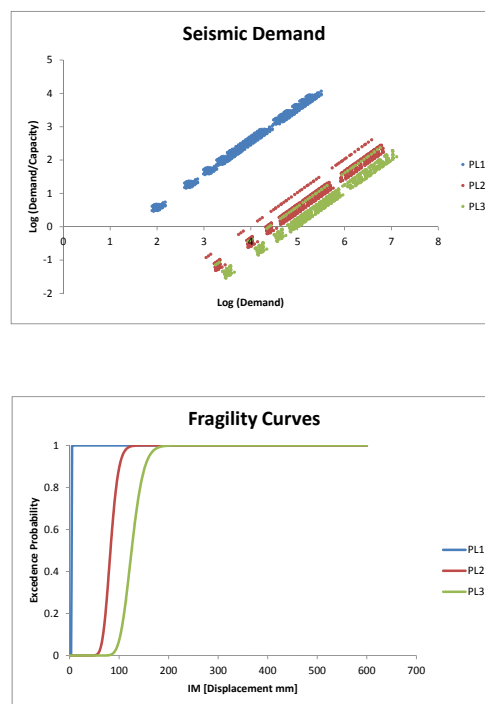 Seismic Demand
5
4
3
2
1
0
-1
-2
0 1 2 3 4 5 6 7 8
Log (Demand/Capacity)
Log (Demand)
PL1
PL2
PL3
Fragility Curves
1
0.8
0.6
0.4
0.2
0
0 100 200 300 400 500 600 700
Excedence Probability
IM [Displacement mm]
PL1
PL2
PL3